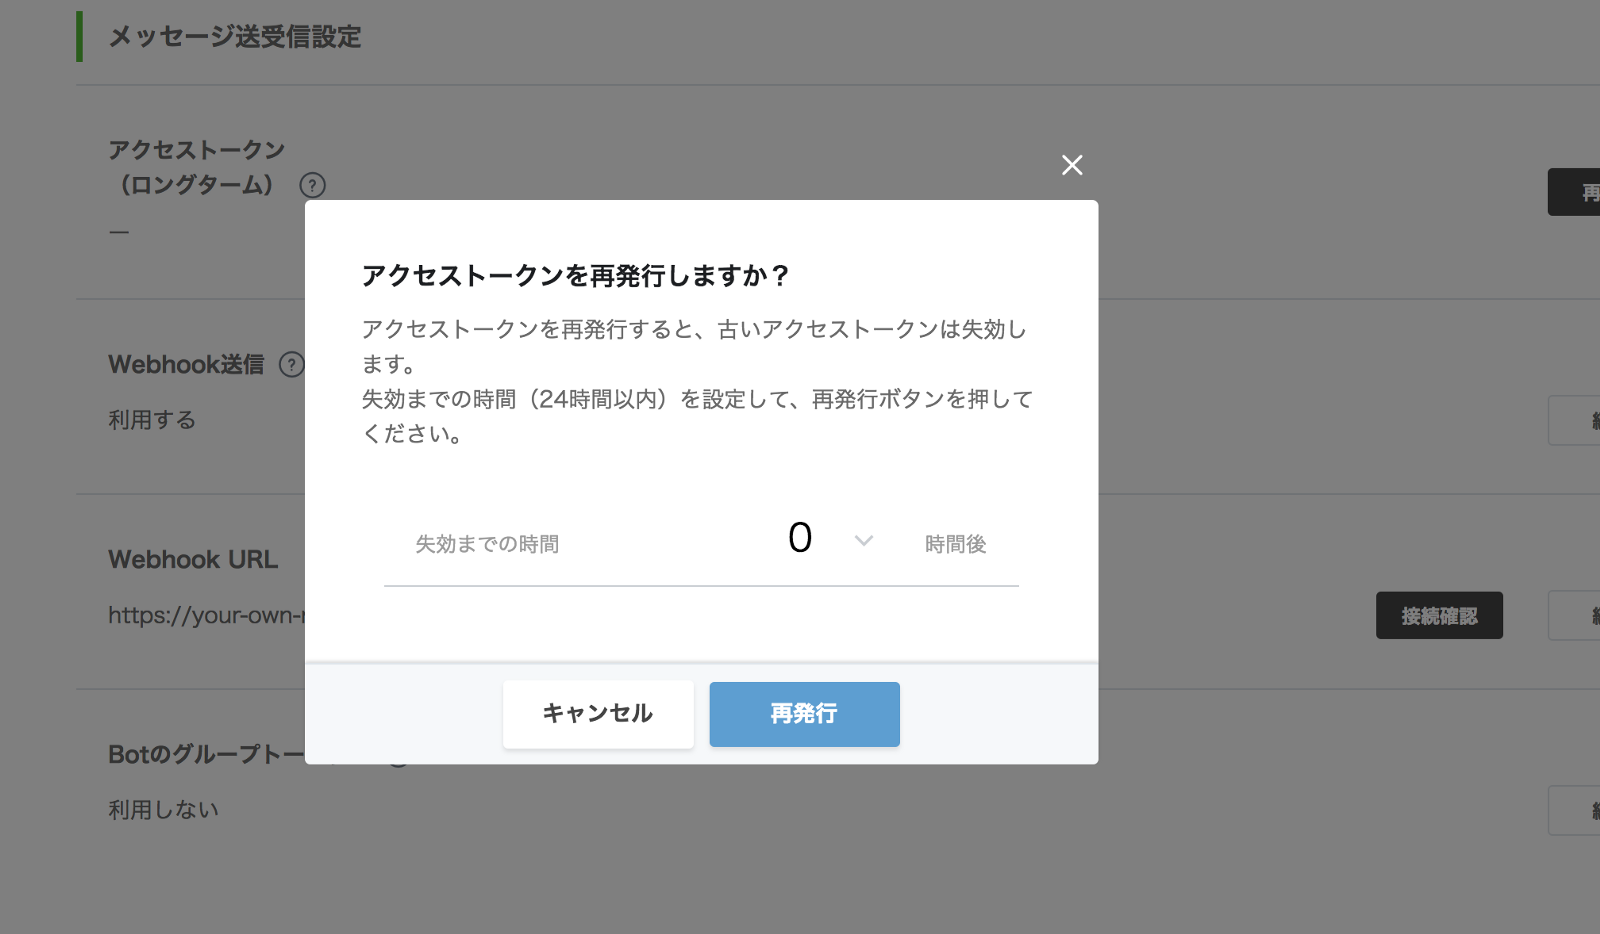 メッセージ送受信設定
アクセストークン
（ロングターム） ?
—
再
アクセストークンを再発行しますか？
アクセストークンを再発行すると、古いアクセストークンは失効し
ます。
失効までの時間（24時間以内）を設定して、再発行ボタンを押して
ください。
失効までの時間 0 時間後
キャンセル 再発行
Webhook送信 ?
利用する
Webhook URL
https://your-own-
接続確認
Botのグループトー
利用しない